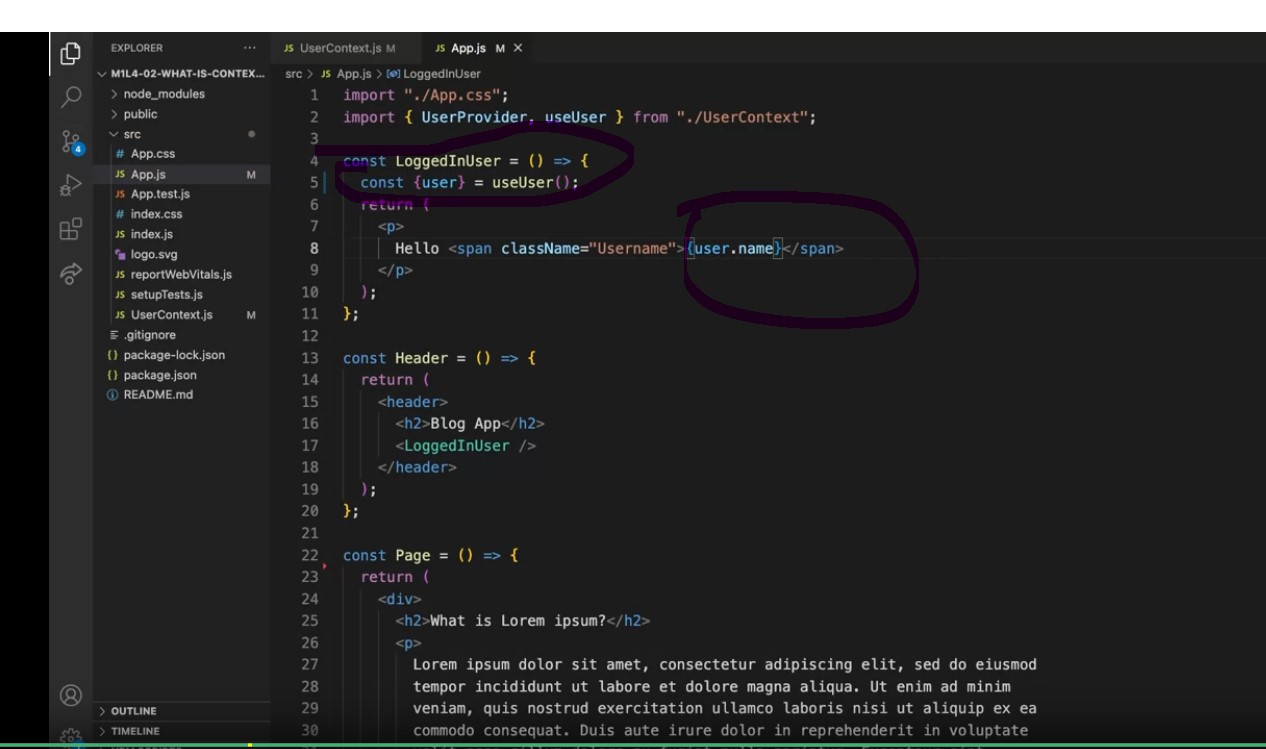 EXPLORER ...
JS UserContext.js M JS App.js M ×
M1L4-02-WHAT-IS-CONTEX...
src > JS App.js > LoggedInUser
> node_modules
> public
src
# App.css
JS App.js M
JS App.test.js
# index.css
JS index.js
logo.svg
JS reportWebVitals.js
JS setupTests.js
JS UserContext.js M
.gitignore
{} package-lock.json
{} package.json
README.md
4
> OUTLINE
> TIMELINE
1 import "./App.css";
2 import { UserProvider, useUser } from "./UserContext";
3
4 const LoggedInUser = () => {
5 const {user} = useUser();
6 return (
7 <p>
8 Hello <span className="Username">{user.name}</span>
9 </p>
10 );
11 };
12
13 const Header = () => {
14 return (
15 <header>
16 <h2>Blog App</h2>
17 <LoggedInUser />
18 </header>
19 );
20 };
21
22 const Page = () => {
23 return (
24 <div>
25 <h2>What is Lorem ipsum?</h2>
26 <p>
27 Lorem ipsum dolor sit amet, consectetur adipiscing elit, sed do eiusmod
28 tempor incididunt ut labore et dolore magna aliqua. Ut enim ad minim
29 veniam, quis nostrud exercitation ullamco laboris nisi ut aliquip ex ea
30 commodo consequat. Duis aute irure dolor in reprehenderit in voluptate